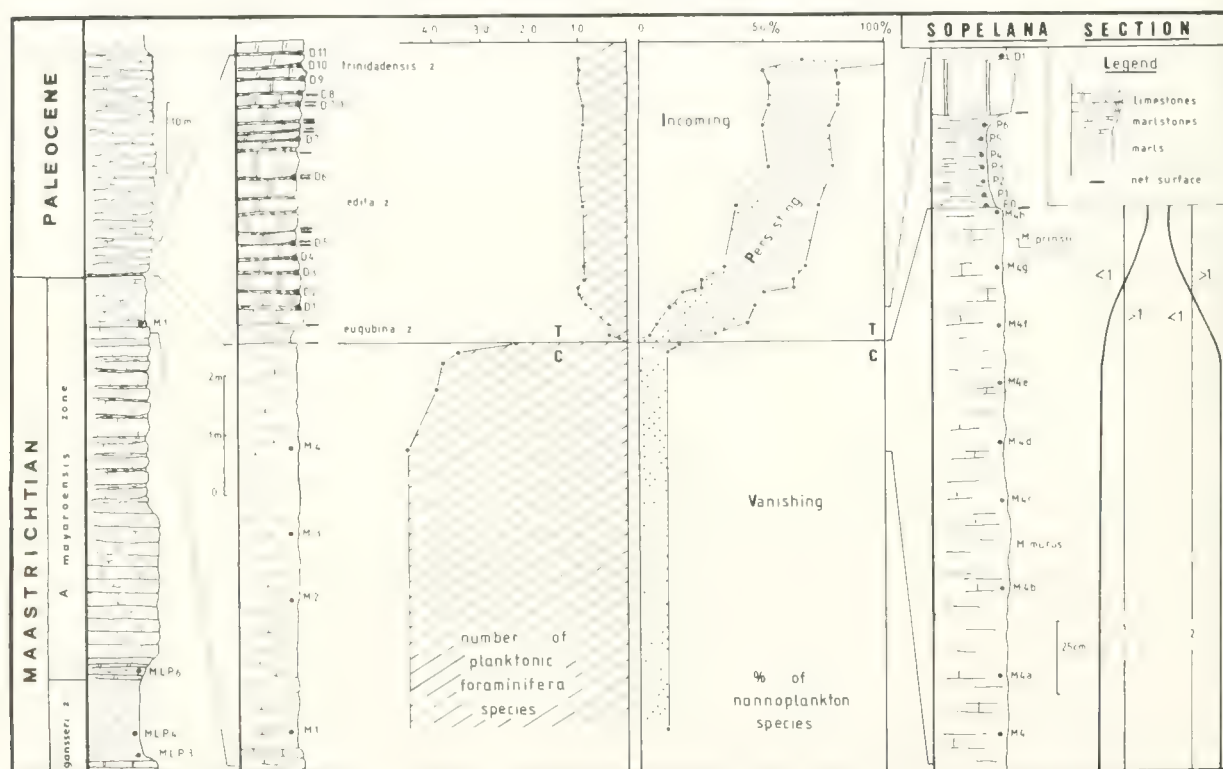 SOPELANA SECTION
Legend
limestones
marlstones
marls
net surface
PALEOCENE
MAASTRICHTIAN
A mayaroensis zone
gansseri z
10m
M1
MLP6
MLP4
MLP3
2m
1m
0
D11
D10
D9
D8
D7
D6
D5
D4
D3
D1
M4
M3
M2
M1
trinidadensis z
edita z
eugubina z
40 30 20 10 0
50% 100%
T
C
number of
planktonic
foraminifera
species
Incoming
Persisting
Vanishing
% of
nannoplankton
species
T
C
D1
P6
P5
P4
P3
P2
P1
P0
M4h
M prinsii
M4g
M4f
M4e
M4d
M4c
M murus
M4b
25cm
M4a
M4
<1
>1
<1
>1
1
2